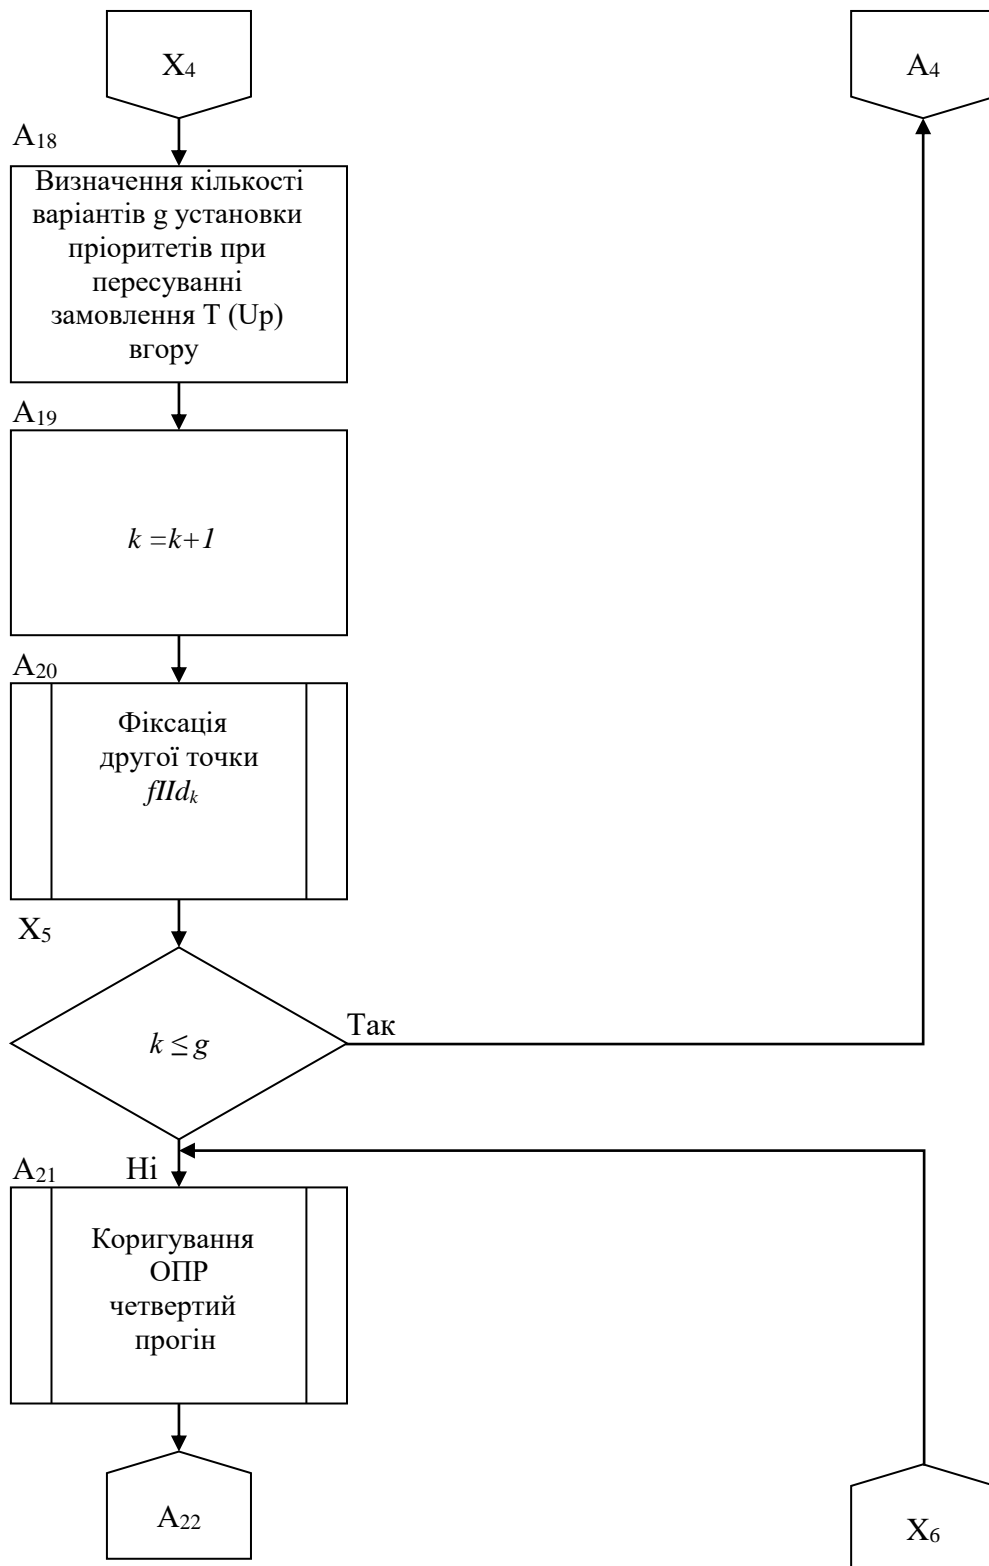 X₄
A₄
A₁₈
Визначення кількості
варіантів g установки
пріоритетів при
пересуванні
замовлення T (Up)
вгору
A₁₉
k =k+1
A₂₀
Фіксація
другої точки
fIIdₖ
X₅
k ≤ g
Так
Ні
A₂₁
Коригування
ОПР
четвертий
прогін
A₂₂
X₆